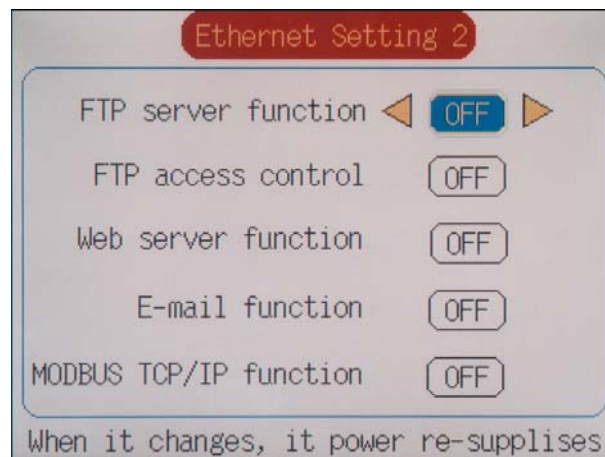 Ethernet Setting 2
FTP server function OFF
FTP access control OFF
Web server function OFF
E-mail function OFF
MODBUS TCP/IP function OFF
When it changes, it power re-supplises